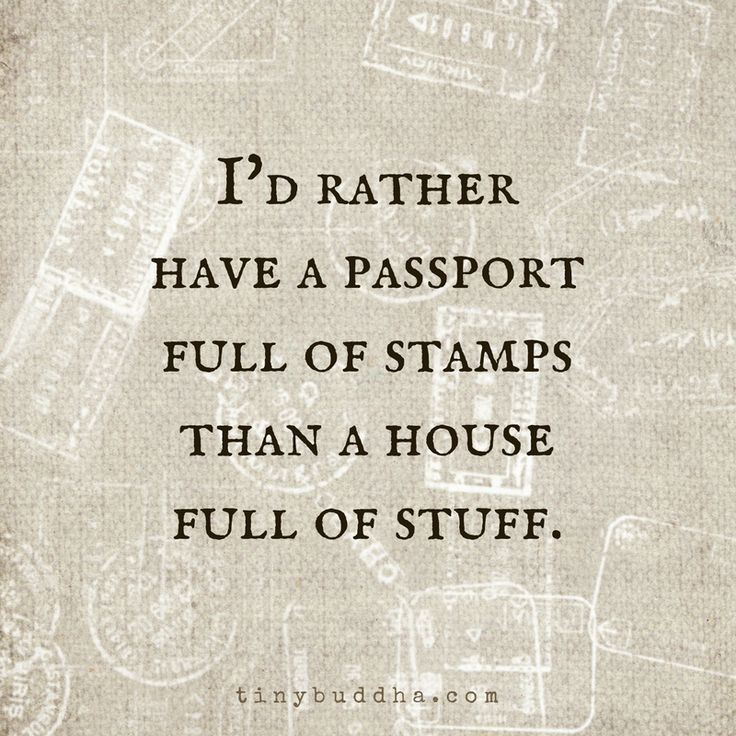 I'D RATHER
HAVE A PASSPORT
FULL OF STAMPS
THAN A HOUSE
FULL OF STUFF.
tinybuddha.com